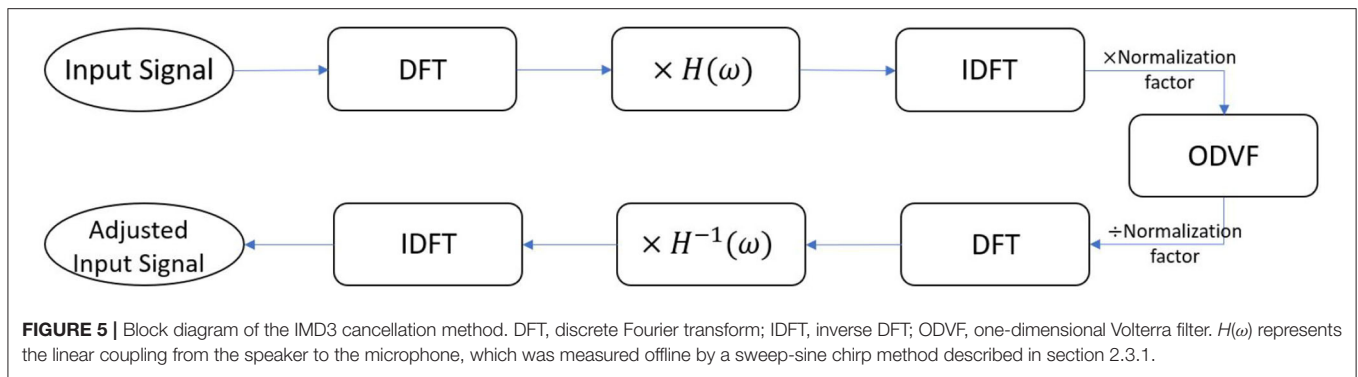 Input Signal
DFT
× H(ω)
IDFT
×Normalization
factor
ODVF
÷Normalization
factor
DFT
× H⁻¹(ω)
IDFT
Adjusted
Input Signal
FIGURE 5 | Block diagram of the IMD3 cancellation method. DFT, discrete Fourier transform; IDFT, inverse DFT; ODVF, one-dimensional Volterra filter. H(ω) represents
the linear coupling from the speaker to the microphone, which was measured offline by a sweep-sine chirp method described in section 2.3.1.